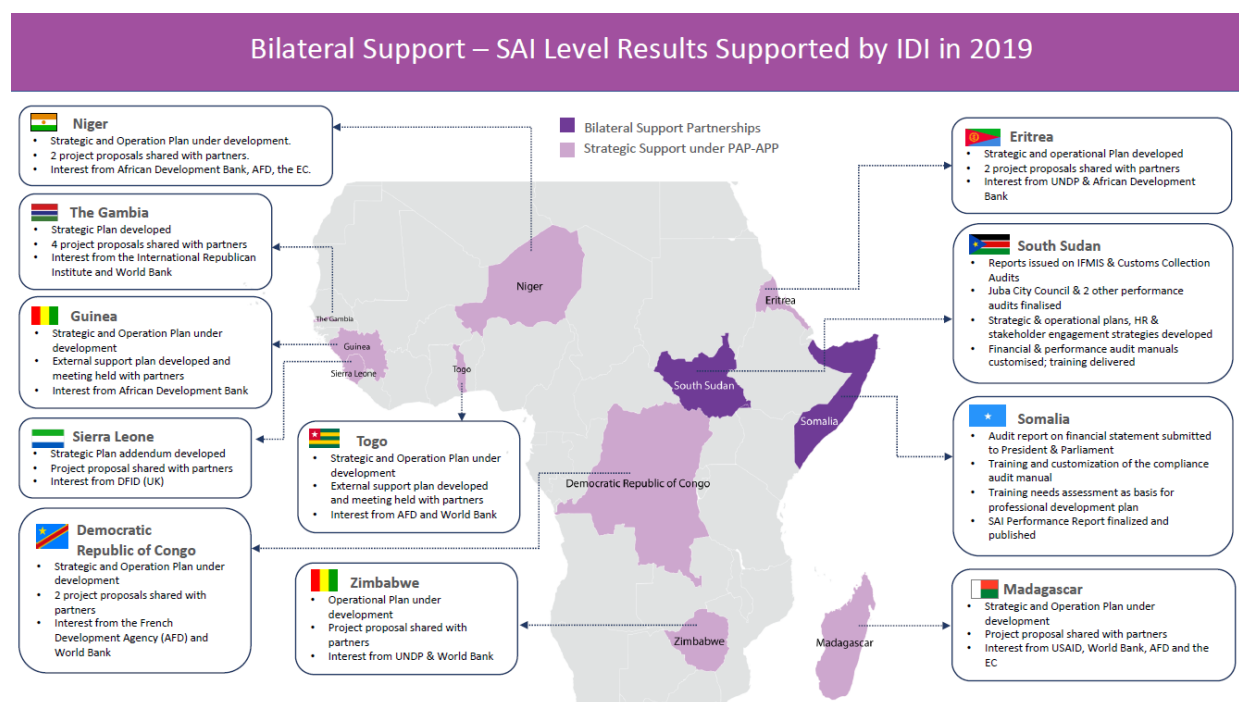 Bilateral Support – SAI Level Results Supported by IDI in 2019
Bilateral Support Partnerships
Strategic Support under PAP-APP
Niger
• Strategic and Operation Plan under development.
• 2 project proposals shared with partners.
• Interest from African Development Bank, AFD, the EC.
The Gambia
• Strategic Plan developed
• 4 project proposals shared with partners
• Interest from the International Republican
Institute and World Bank
Guinea
• Strategic and Operation Plan under
development
• External support plan developed and
meeting held with partners
• Interest from African Development Bank
Sierra Leone
• Strategic Plan addendum developed
• Project proposal shared with partners
• Interest from DFID (UK)
Democratic
Republic of Congo
• Strategic and Operation Plan under
development
• 2 project proposals shared with
partners
• Interest from the French
Development Agency (AFD) and
World Bank
Togo
• Strategic and Operation Plan under
development
• External support plan developed
and meeting held with partners
• Interest from AFD and World Bank
Zimbabwe
• Operational Plan under
development
• Project proposal shared with
partners
• Interest from UNDP & World Bank
Eritrea
• Strategic and operational Plan developed
• 2 project proposals shared with partners
• Interest from UNDP & African Development
Bank
South Sudan
• Reports issued on IFMIS & Customs Collection
Audits
• Juba City Council & 2 other performance
audits finalised
• Strategic & operational plans, HR &
stakeholder engagement strategies developed
• Financial & performance audit manuals
customised; training delivered
Somalia
• Audit report on financial statement submitted
to President & Parliament
• Training and customization of the compliance
audit manual
• Training needs assessment as basis for
professional development plan
• SAI Performance Report finalized and
published
Madagascar
• Strategic and Operation Plan under
development
• Project proposal shared with partners
• Interest from USAID, World Bank, AFD and the
EC
Niger
Eritrea
The Gambia
Guinea
Sierra Leone
Togo
South Sudan
Somalia
Democratic Republic of Congo
Zimbabwe
Madagascar